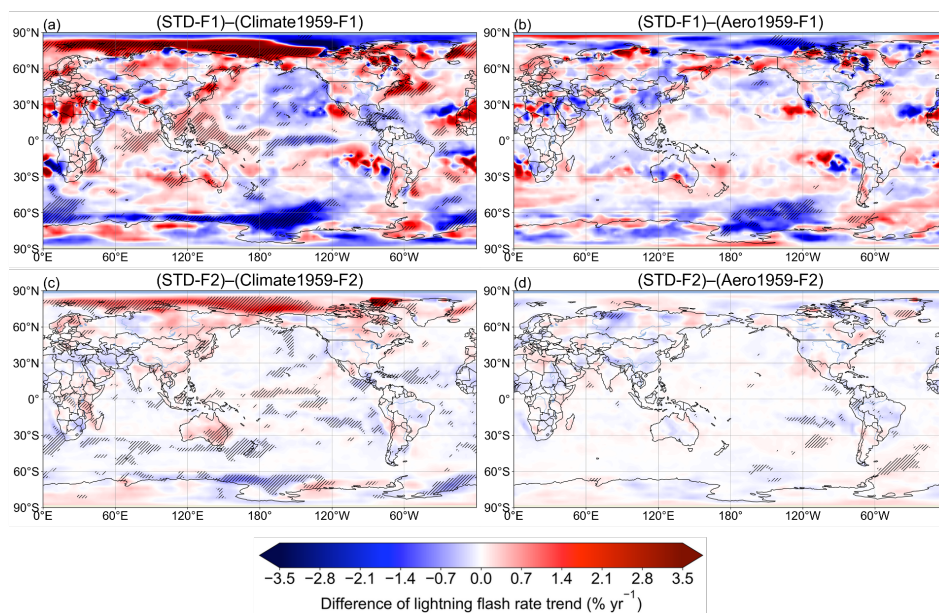 (a) (STD-F1)–(Climate1959-F1)
(b) (STD-F1)–(Aero1959-F1)
90°N 90°N
60°N 60°N
30°N 30°N
0° 0°
30°S 30°S
60°S 60°S
90°S 90°S
0°E 60°E 120°E 180° 120°W 60°W
0°E 60°E 120°E 180° 120°W 60°W
(c) (STD-F2)–(Climate1959-F2)
(d) (STD-F2)–(Aero1959-F2)
90°N 90°N
60°N 60°N
30°N 30°N
0° 0°
30°S 30°S
60°S 60°S
90°S 90°S
0°E 60°E 120°E 180° 120°W 60°W
0°E 60°E 120°E 180° 120°W 60°W
−3.5 −2.8 −2.1 −1.4 −0.7 0.0 0.7 1.4 2.1 2.8 3.5
Difference of lightning flash rate trend (% yr⁻¹)